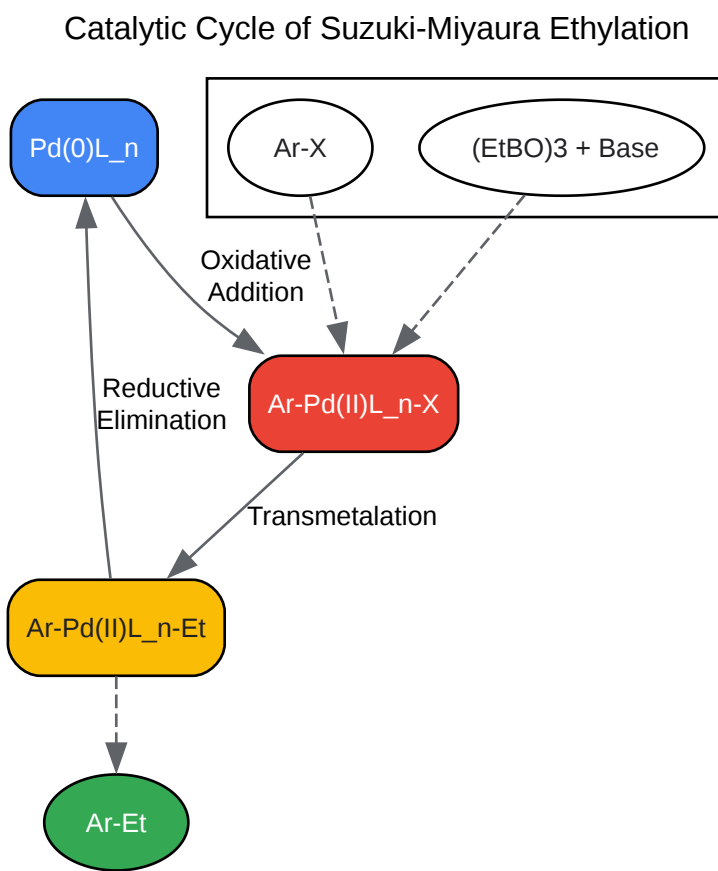 Catalytic Cycle of Suzuki-Miyaura Ethylation
Pd(0)L_n
Ar-X
(EtBO)3 + Base
Oxidative
Addition
Reductive
Elimination
Ar-Pd(II)L_n-X
Transmetalation
Ar-Pd(II)L_n-Et
Ar-Et